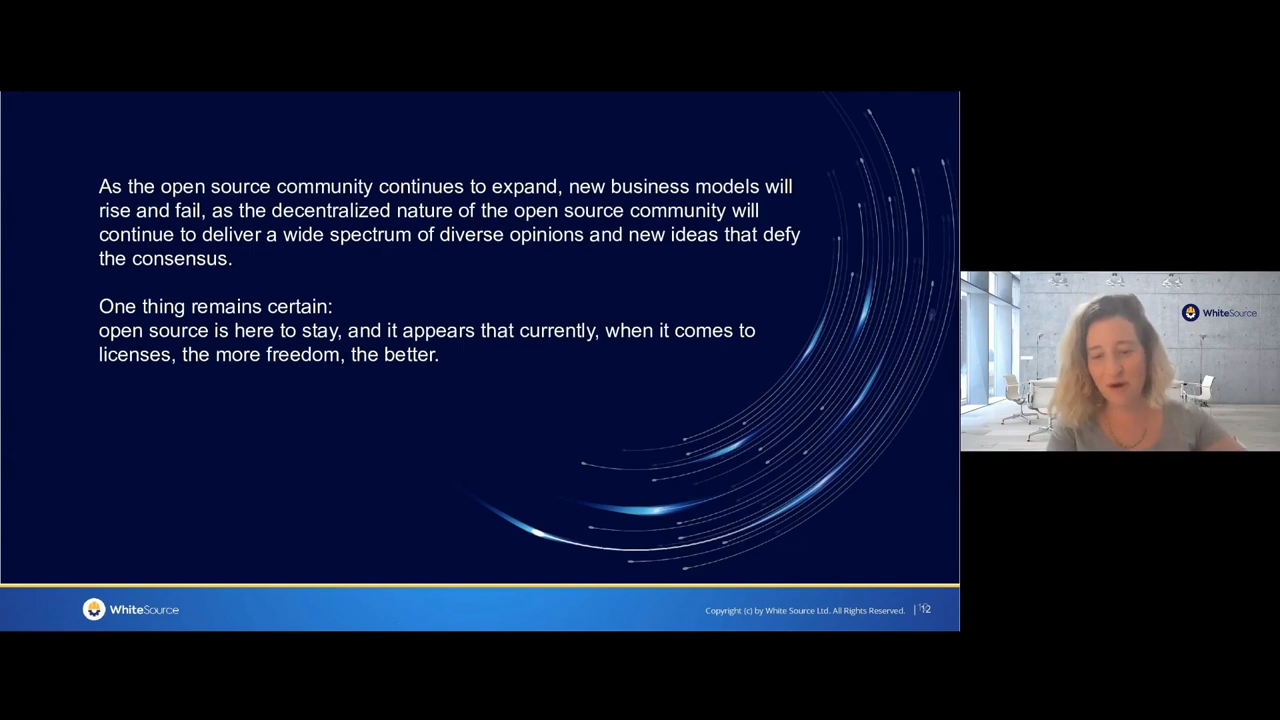 As the open source community continues to expand, new business models will
rise and fail, as the decentralized nature of the open source community will
continue to deliver a wide spectrum of diverse opinions and new ideas that defy
the consensus.
One thing remains certain:
open source is here to stay, and it appears that currently, when it comes to
licenses, the more freedom, the better.
WhiteSource
WhiteSource
Copyright (c) by White Source Ltd. All Rights Reserved. | 12